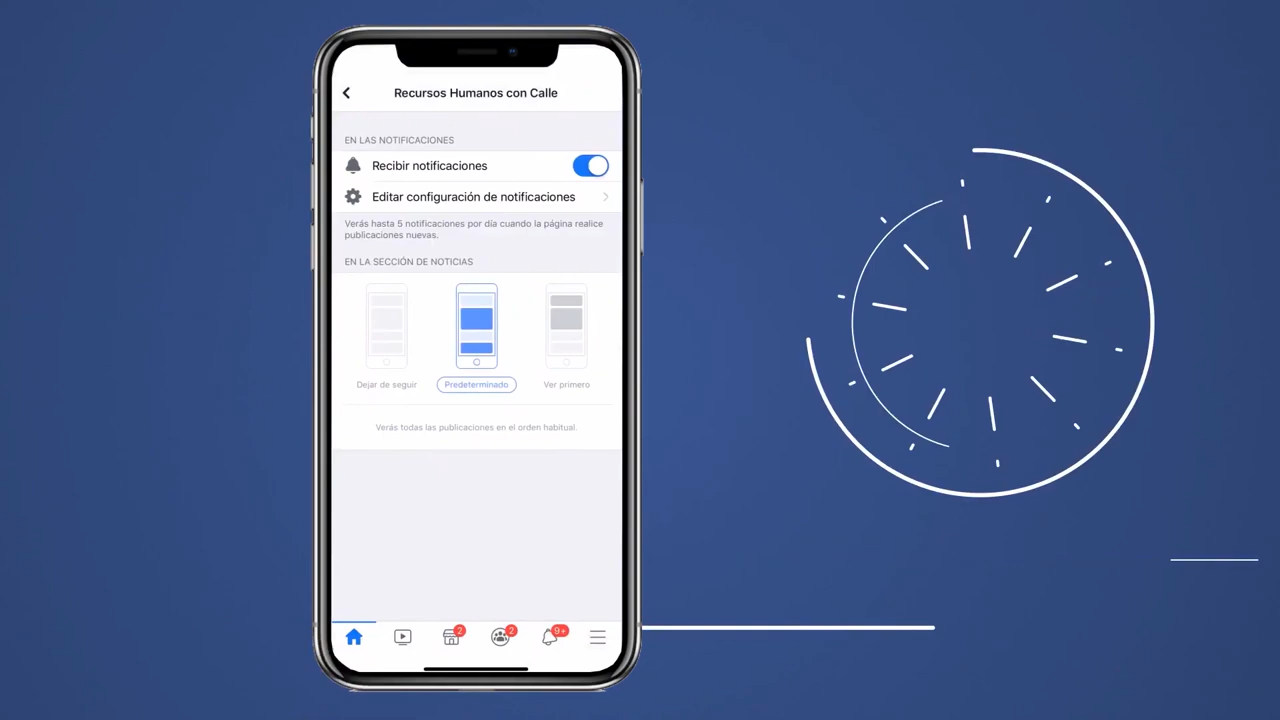 Recursos Humanos con Calle
EN LAS NOTIFICACIONES
Recibir notificaciones
Editar configuración de notificaciones
Verás hasta 5 notificaciones por día cuando la página realice
publicaciones nuevas.
EN LA SECCIÓN DE NOTICIAS
Dejar de seguir
Predeterminado
Ver primero
Verás todas las publicaciones en el orden habitual.
2
2
9+